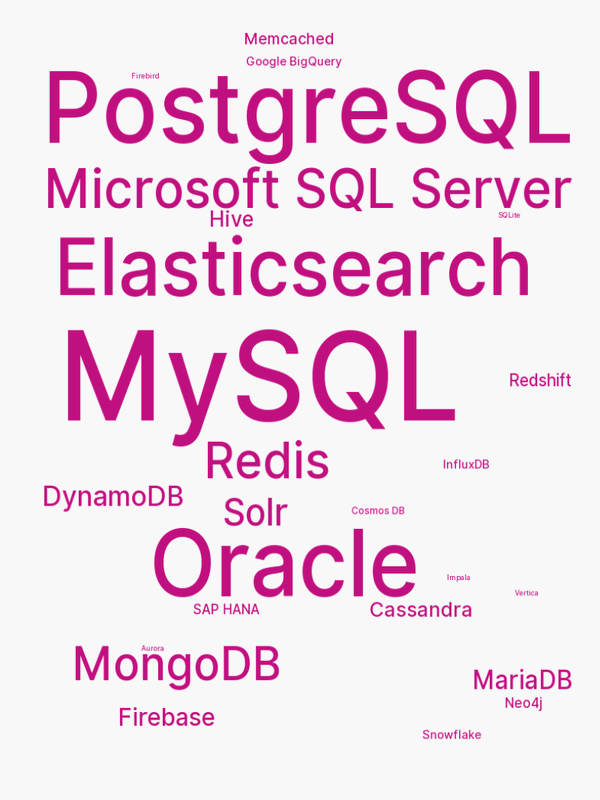 Memcached
Google BigQuery
Firebird
PostgreSQL
Microsoft SQL Server
SQLite
Hive
Elasticsearch
MySQL
Redshift
Redis
InfluxDB
DynamoDB
Solr
Cosmos DB
Oracle
Impala
Vertica
SAP HANA
Cassandra
Aurora
MongoDB
MariaDB
Neo4j
Firebase
Snowflake